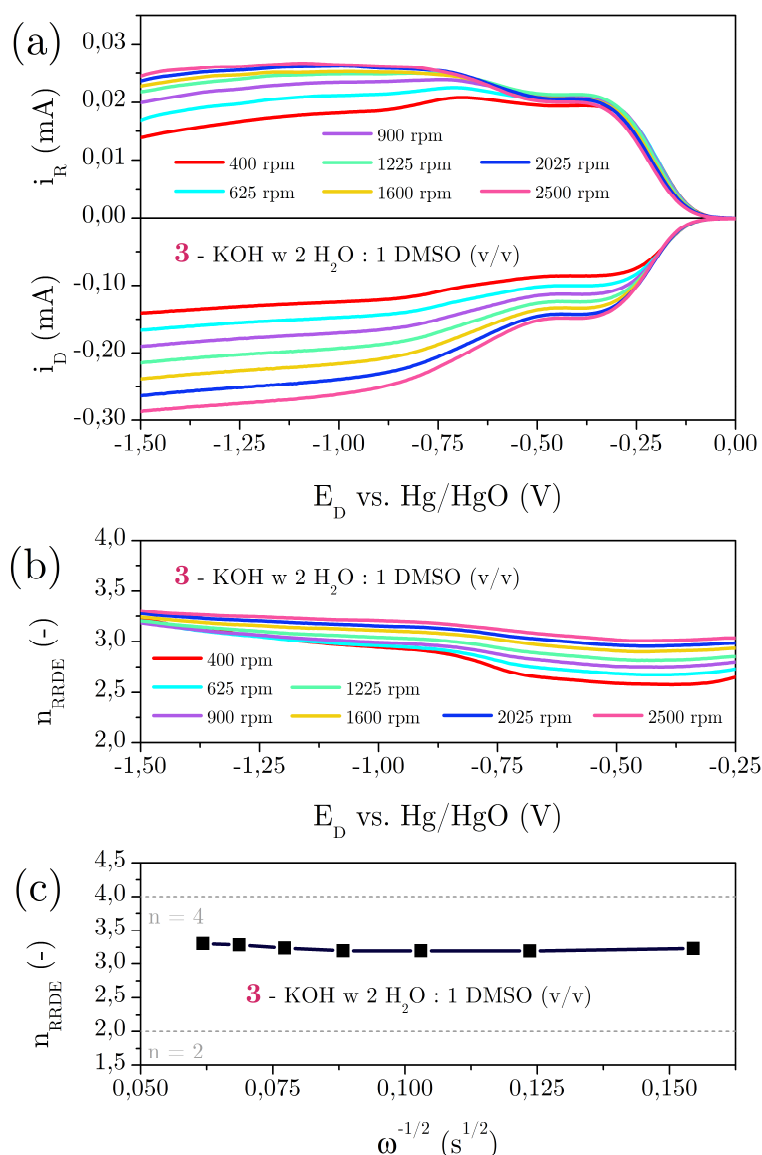 (a)
0,03
0,02
0,01
0,00
-0,10
-0,20
-0,30
i_R (mA)
i_D (mA)
900 rpm
400 rpm 1225 rpm 2025 rpm
625 rpm 1600 rpm 2500 rpm
3 - KOH w 2 H₂O : 1 DMSO (v/v)
-1,50 -1,25 -1,00 -0,75 -0,50 -0,25 0,00
E_D vs. Hg/HgO (V)
(b)
4,0
3,5
3,0
2,5
2,0
n_RRDE (-)
3 - KOH w 2 H₂O : 1 DMSO (v/v)
400 rpm
625 rpm 1225 rpm
900 rpm 1600 rpm 2025 rpm 2500 rpm
-1,50 -1,25 -1,00 -0,75 -0,50 -0,25
E_D vs. Hg/HgO (V)
(c)
4,5
4,0
3,5
3,0
2,5
2,0
1,5
n_RRDE (-)
n = 4
3 - KOH w 2 H₂O : 1 DMSO (v/v)
n = 2
0,050 0,075 0,100 0,125 0,150
ω^-1/2 (s^1/2)